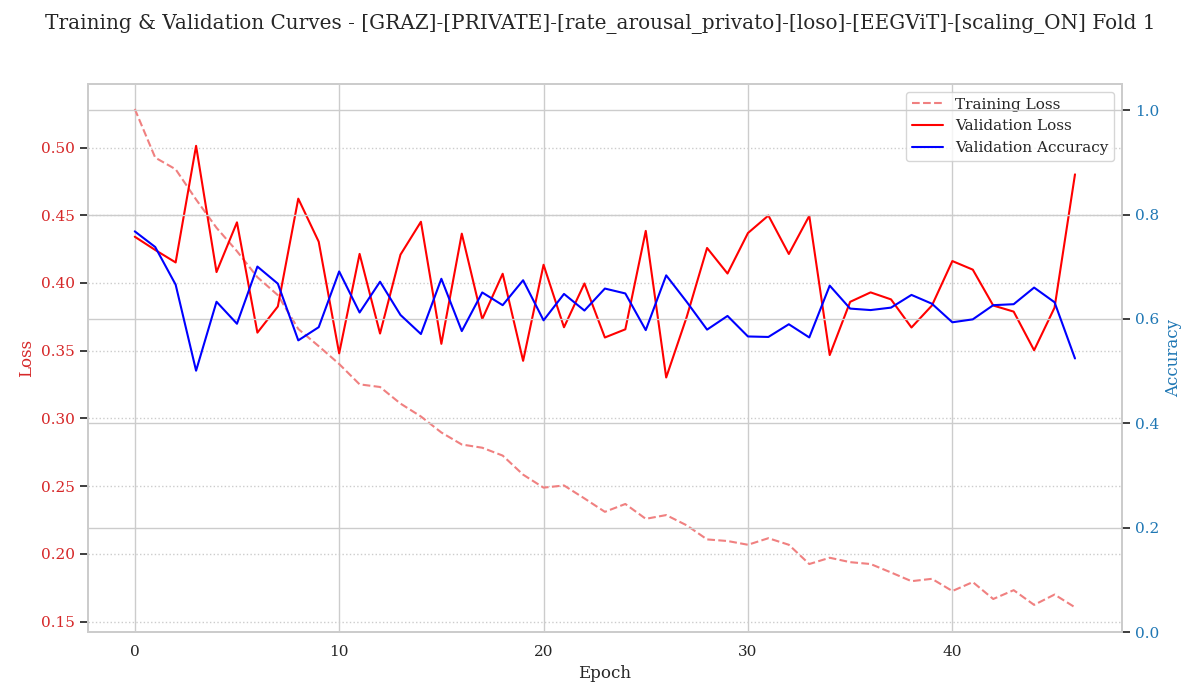 Training & Validation Curves - [GRAZ]-[PRIVATE]-[rate_arousal_privato]-[loso]-[EEGViT]-[scaling_ON] Fold 1
Training Loss
Validation Loss
Validation Accuracy
0.50
0.45
0.40
0.35
0.30
0.25
0.20
0.15
Loss
1.0
0.8
0.6
0.4
0.2
0.0
Accuracy
0 10 20 30 40
Epoch